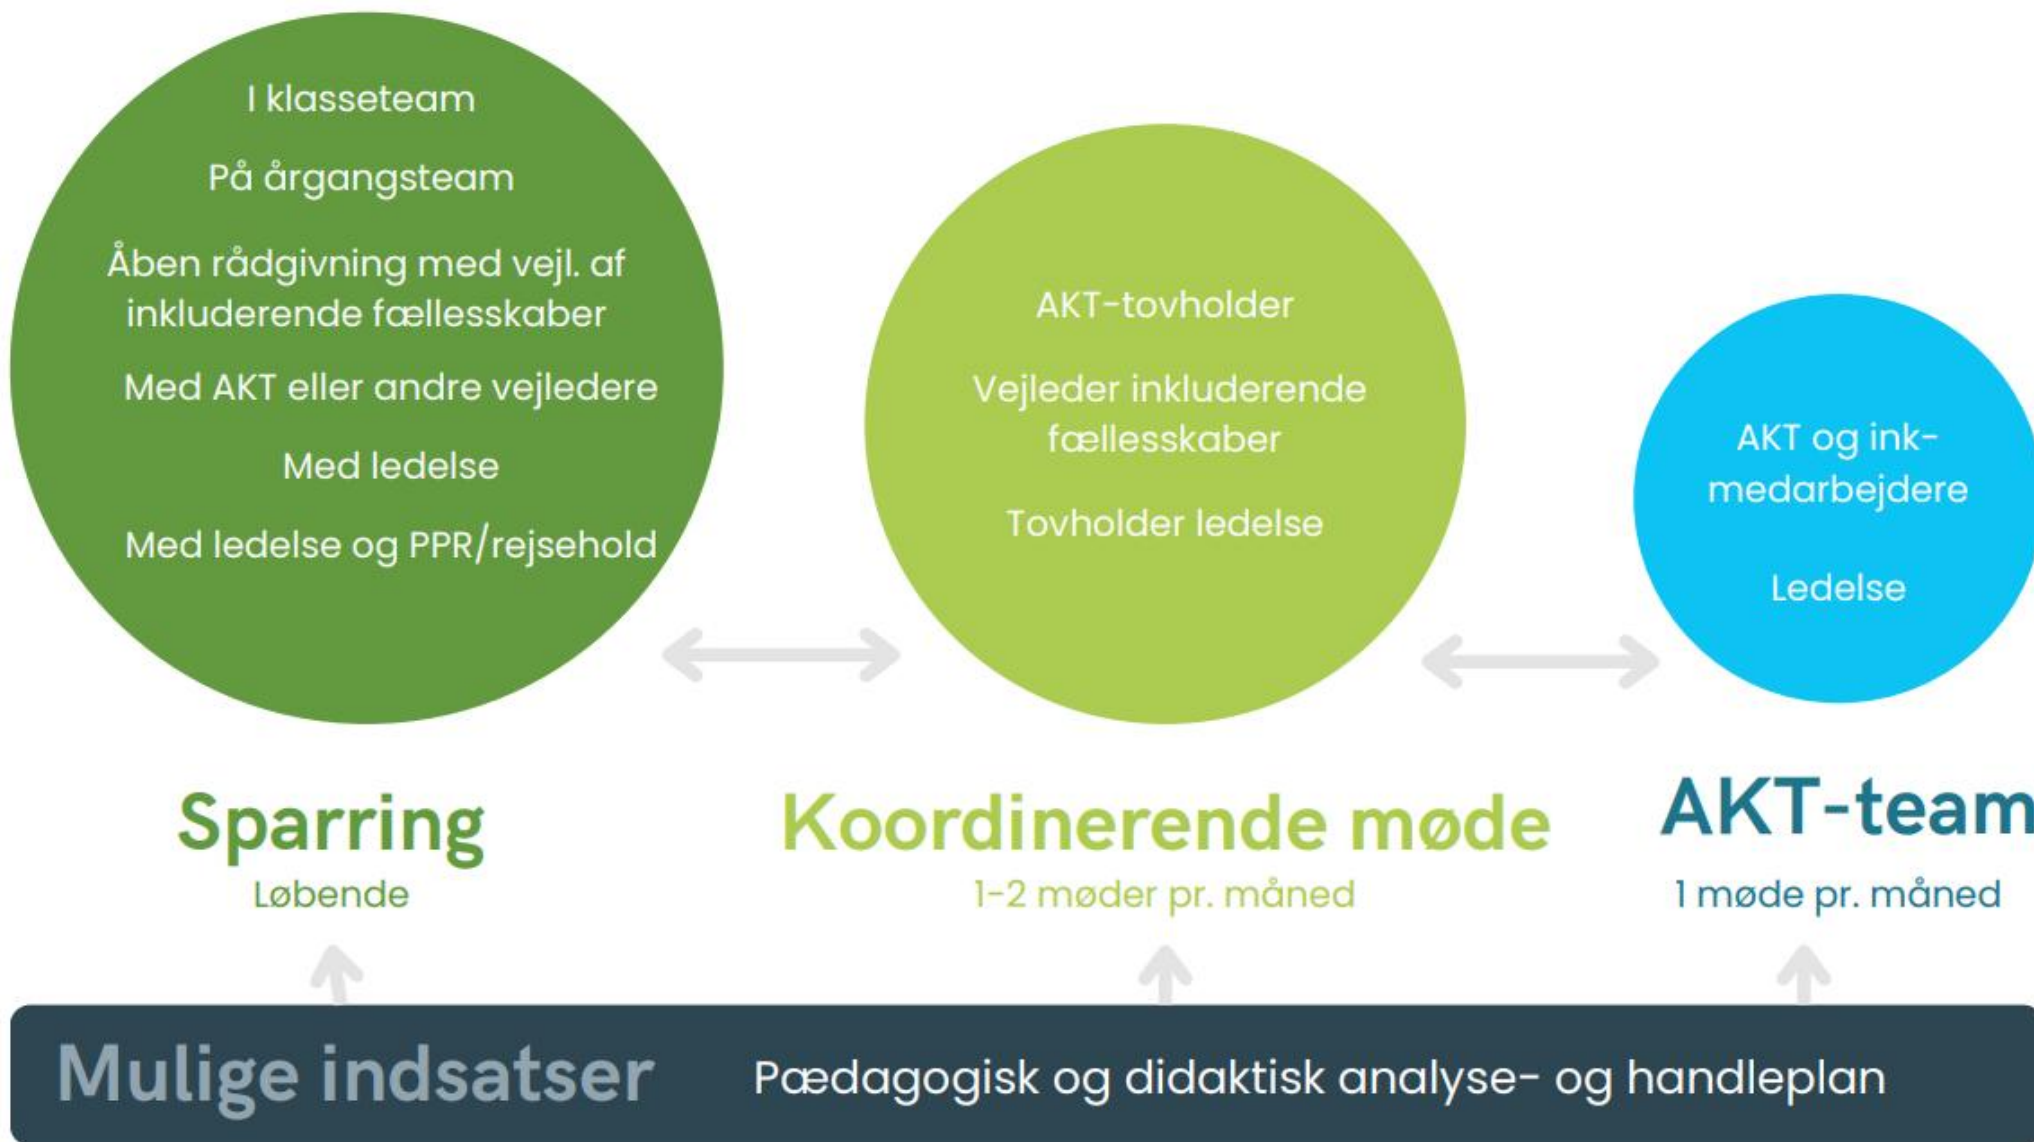 I klasseteam
På årgangsteam
Åben rådgivning med vejl. af
inkluderende fællesskaber
Med AKT eller andre vejledere
Med ledelse
Med ledelse og PPR/rejsehold
AKT-tovholder
Vejleder inkluderende
fællesskaber
Tovholder ledelse
AKT og ink-
medarbejdere
Ledelse
Sparring
Løbende
Koordinerende møde
1-2 møder pr. måned
AKT-team
1 møde pr. måned
Mulige indsatser
Pædagogisk og didaktisk analyse- og handleplan